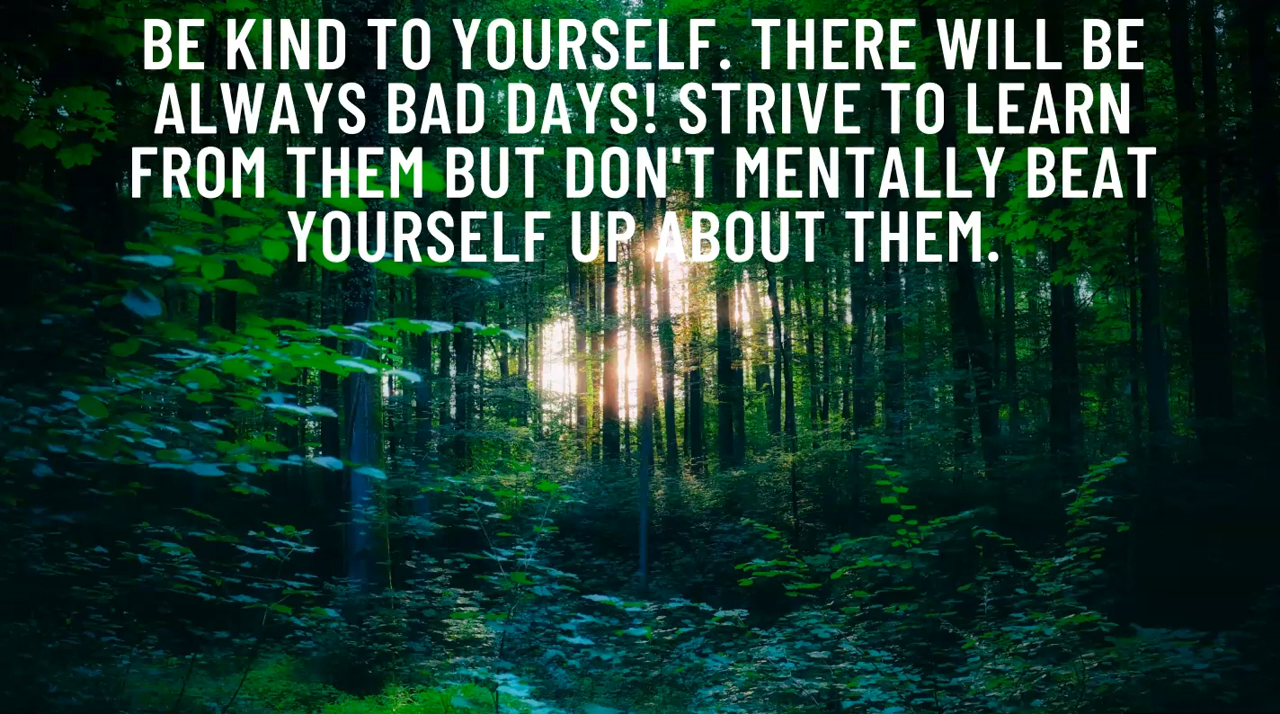 BE KIND TO YOURSELF. THERE WILL BE
ALWAYS BAD DAYS! STRIVE TO LEARN
FROM THEM BUT DON'T MENTALLY BEAT
YOURSELF UP ABOUT THEM.